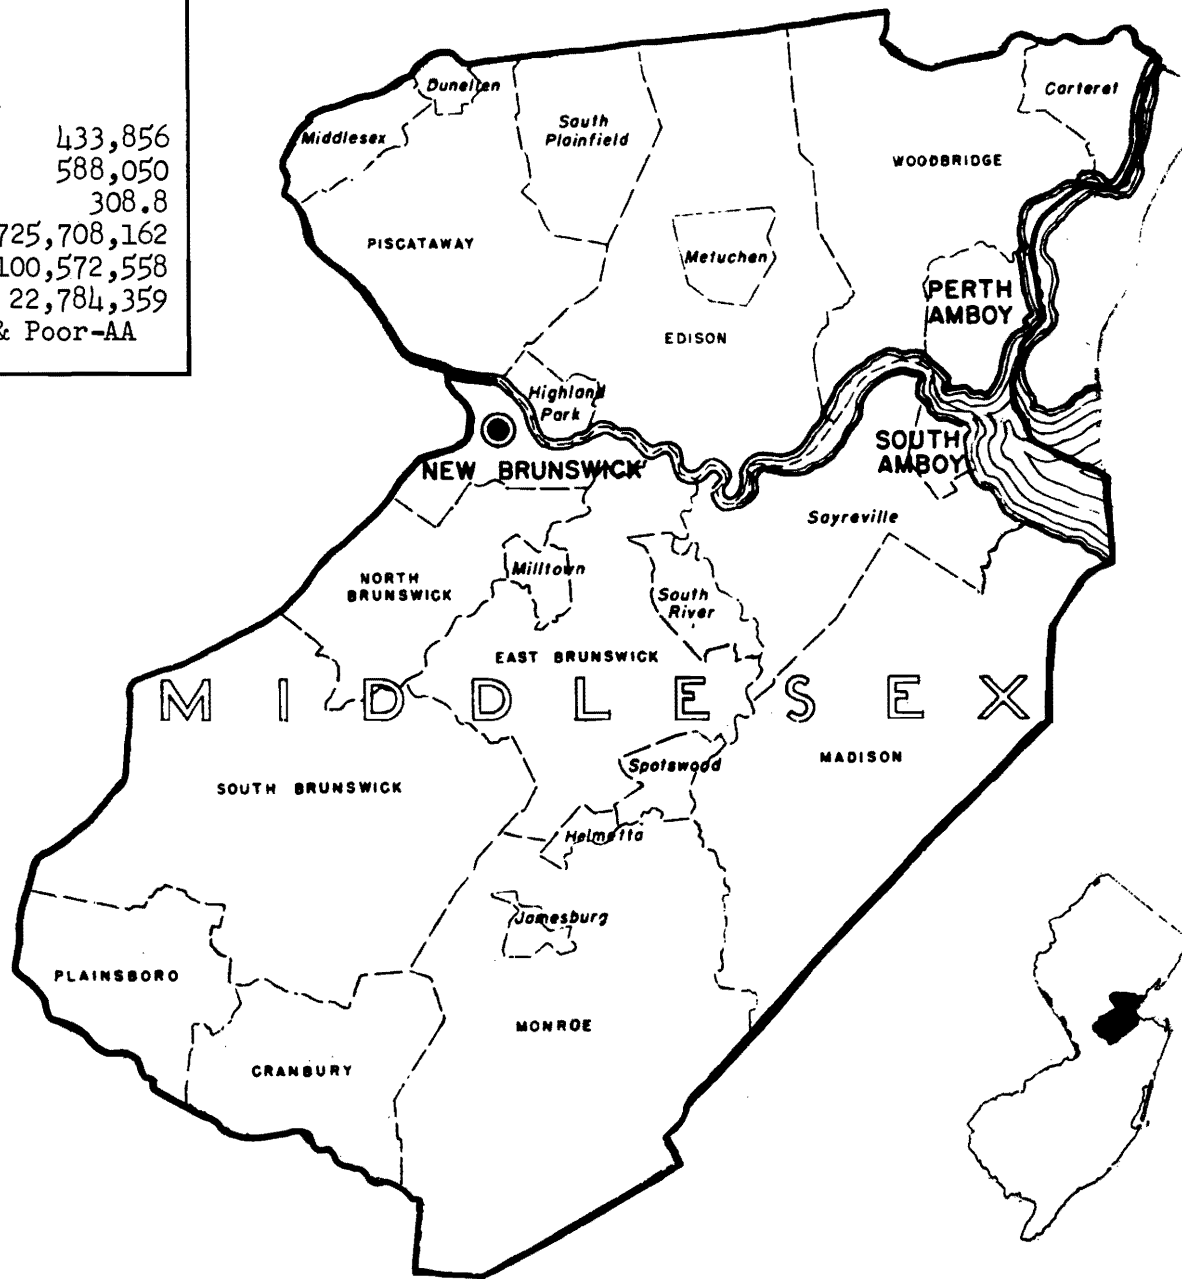 433,856
588,050
308.8
725,708,162
100,572,558
22,784,359
& Poor-AA
Dunellen
Middlesex
South
Plainfield
Carteret
WOODBRIDGE
PISCATAWAY
Metuchen
PERTH
AMBOY
EDISON
Highland
Park
NEW BRUNSWICK
SOUTH
AMBOY
Sayreville
NORTH
BRUNSWICK
Milltown
South
River
EAST BRUNSWICK
MIDDLESEX
MADISON
Spotswood
SOUTH BRUNSWICK
Helmetta
Jamesburg
PLAINSBORO
MONROE
CRANBURY